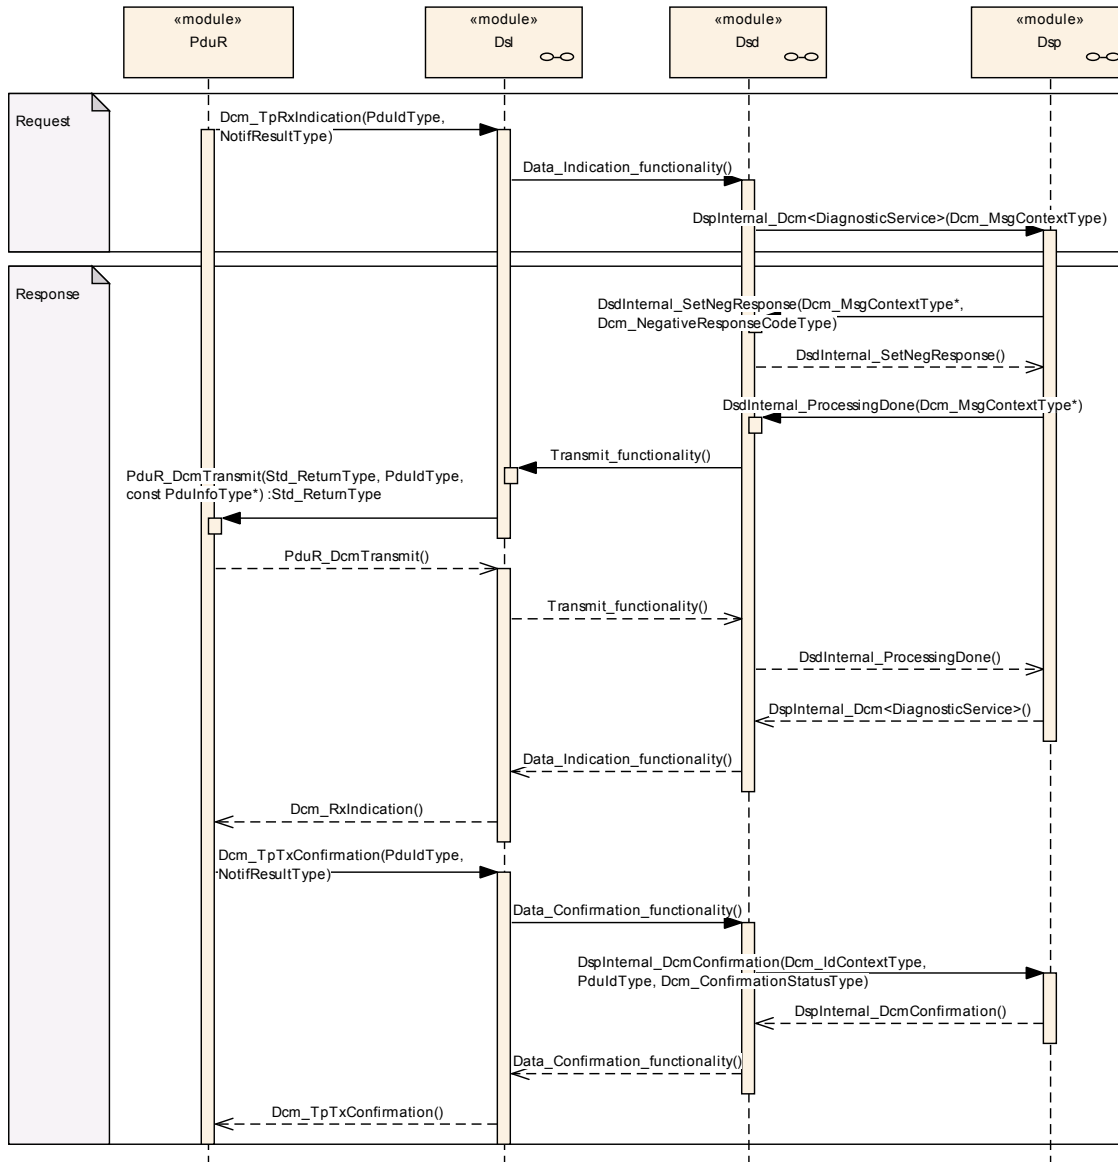 «module»
PduR
«module»
Dsl
«module»
Dsd
«module»
Dsp
Request
Dcm_TpRxIndication(PduIdType,
NotifResultType)
Data_Indication_functionality()
DspInternal_Dcm<DiagnosticService>(Dcm_MsgContextType)
Response
DsdInternal_SetNegResponse(Dcm_MsgContextType*,
Dcm_NegativeResponseCodeType)
DsdInternal_SetNegResponse()
DsdInternal_ProcessingDone(Dcm_MsgContextType*)
Transmit_functionality()
PduR_DcmTransmit(Std_ReturnType, PduIdType,
const PduInfoType*) :Std_ReturnType
PduR_DcmTransmit()
Transmit_functionality()
DsdInternal_ProcessingDone()
DspInternal_Dcm<DiagnosticService>()
Data_Indication_functionality()
Dcm_RxIndication()
Dcm_TpTxConfirmation(PduIdType,
NotifResultType)
Data_Confirmation_functionality()
DspInternal_DcmConfirmation(Dcm_IdContextType,
PduIdType, Dcm_ConfirmationStatusType)
DspInternal_DcmConfirmation()
Data_Confirmation_functionality()
Dcm_TpTxConfirmation()